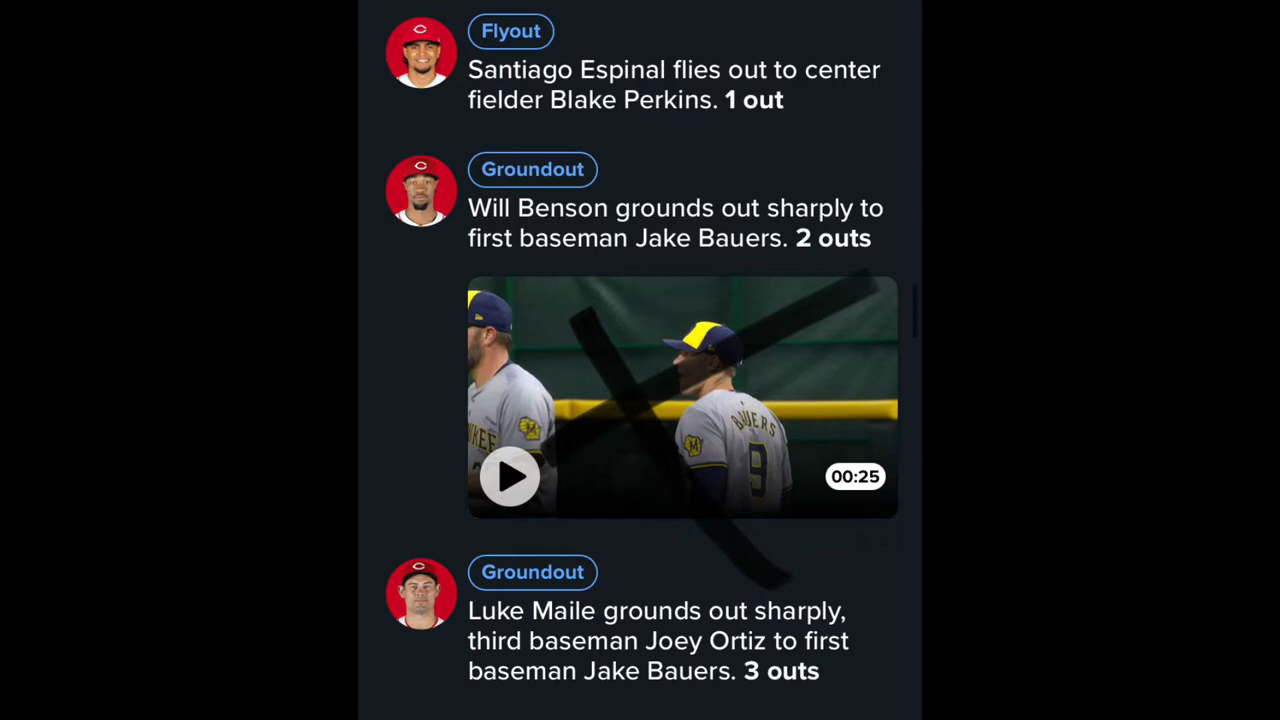 Flyout
Santiago Espinal flies out to center
fielder Blake Perkins. 1 out
Groundout
Will Benson grounds out sharply to
first baseman Jake Bauers. 2 outs
BAUERS
9
00:25
Groundout
Luke Maile grounds out sharply,
third baseman Joey Ortiz to first
baseman Jake Bauers. 3 outs